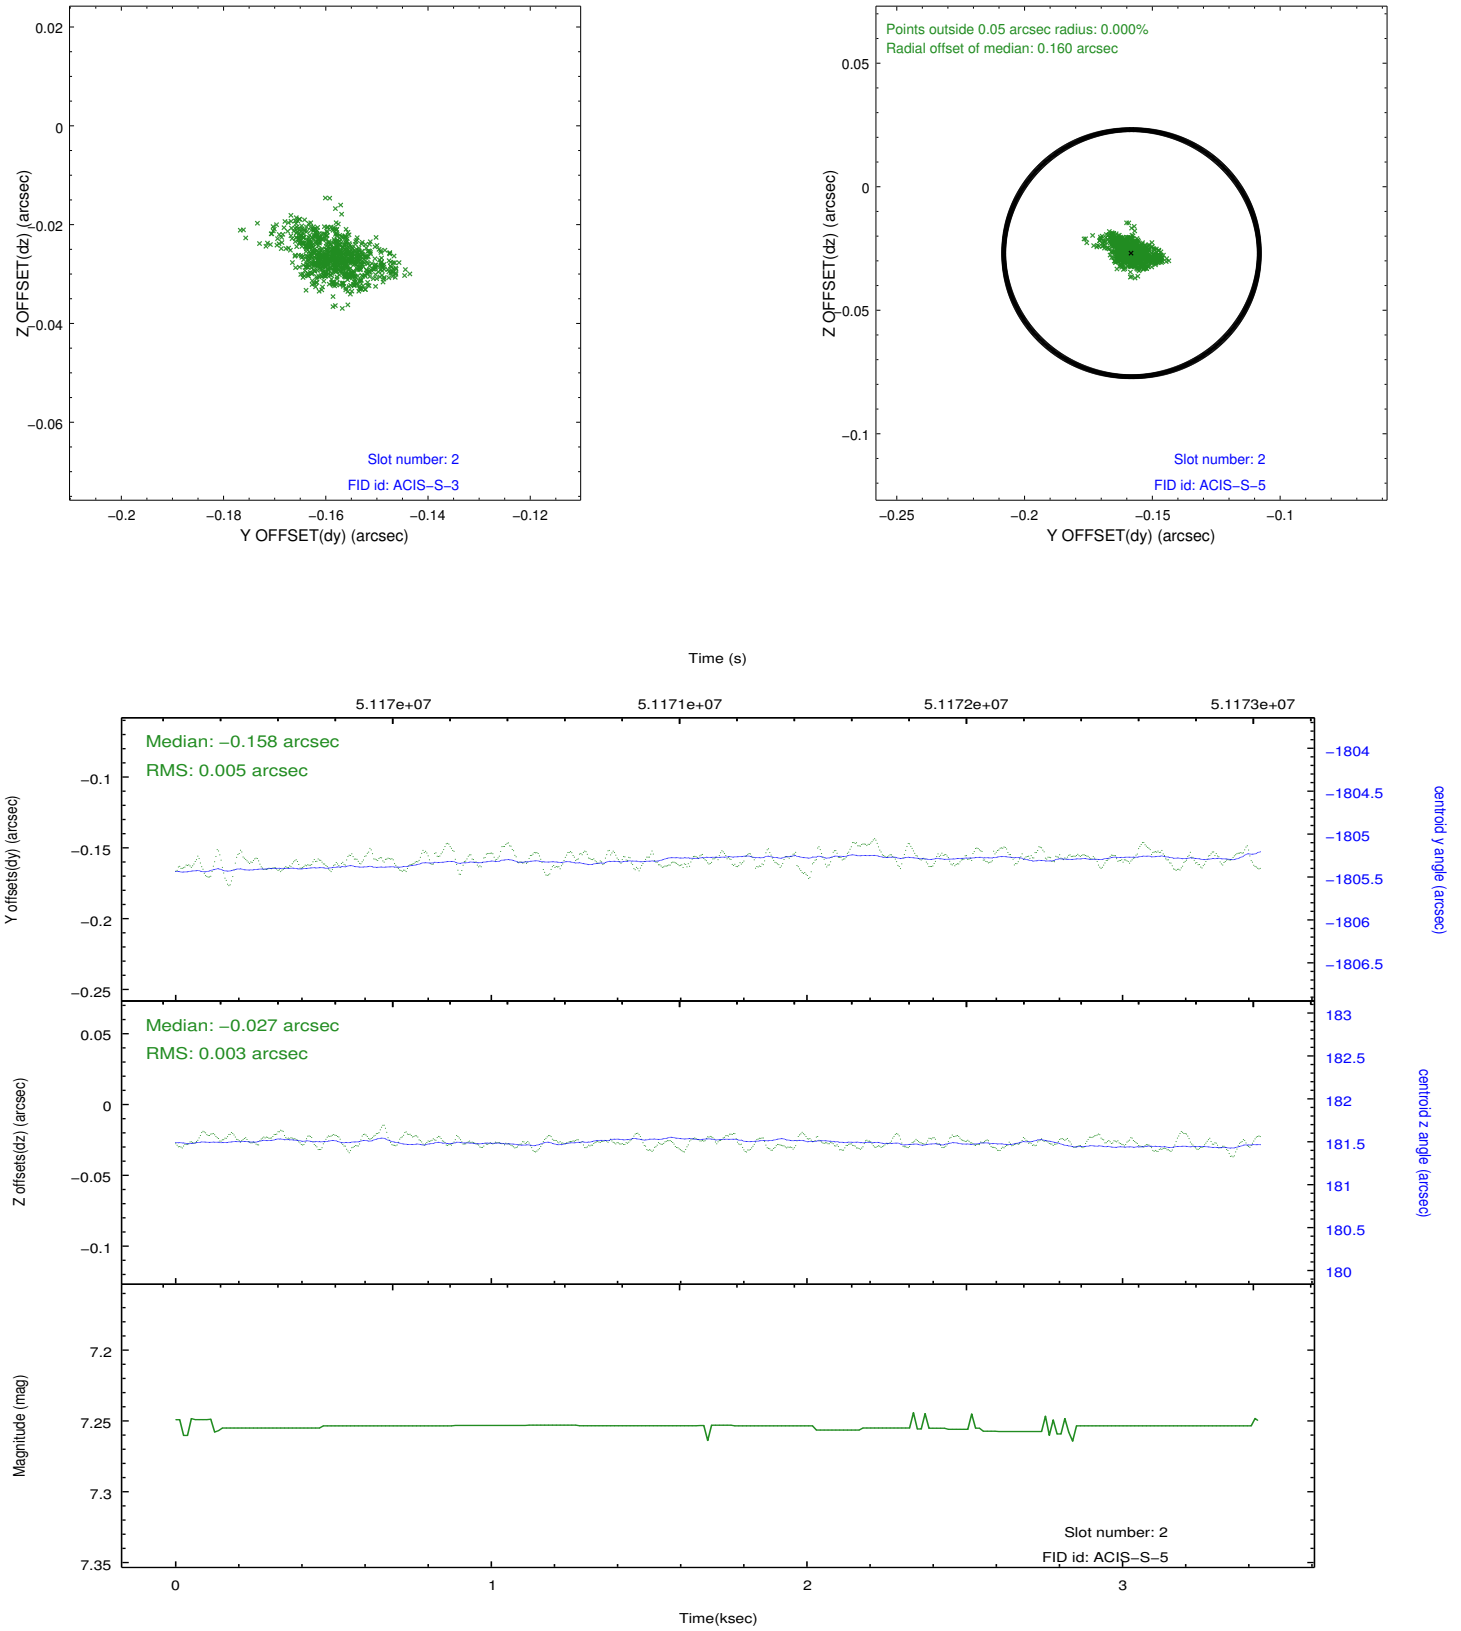 0.02
0
−0.02
−0.04
−0.06
Z OFFSET(dz) (arcsec)
Slot number: 2
FID id: ACIS−S−3
−0.2
−0.18
−0.16
−0.14
−0.12
Y OFFSET(dy) (arcsec)
Points outside 0.05 arcsec radius: 0.000%
Radial offset of median: 0.160 arcsec
0.05
0
−0.05
−0.1
Z OFFSET(dz) (arcsec)
Slot number: 2
FID id: ACIS−S−5
−0.25
−0.2
−0.15
−0.1
Y OFFSET(dy) (arcsec)
Time (s)
5.117e+07
5.1171e+07
5.1172e+07
5.1173e+07
Median: −0.158 arcsec
RMS: 0.005 arcsec
−0.1
−0.15
−0.2
−0.25
Y offsets(dy) (arcsec)
−1804
−1804.5
−1805
−1805.5
−1806
−1806.5
centroid y angle (arcsec)
Median: −0.027 arcsec
RMS: 0.003 arcsec
0.05
0
−0.05
−0.1
Z offsets(dz) (arcsec)
183
182.5
182
181.5
181
180.5
180
centroid z angle (arcsec)
7.2
7.25
7.3
7.35
Magnitude (mag)
Slot number: 2
FID id: ACIS−S−5
0
1
2
3
Time(ksec)